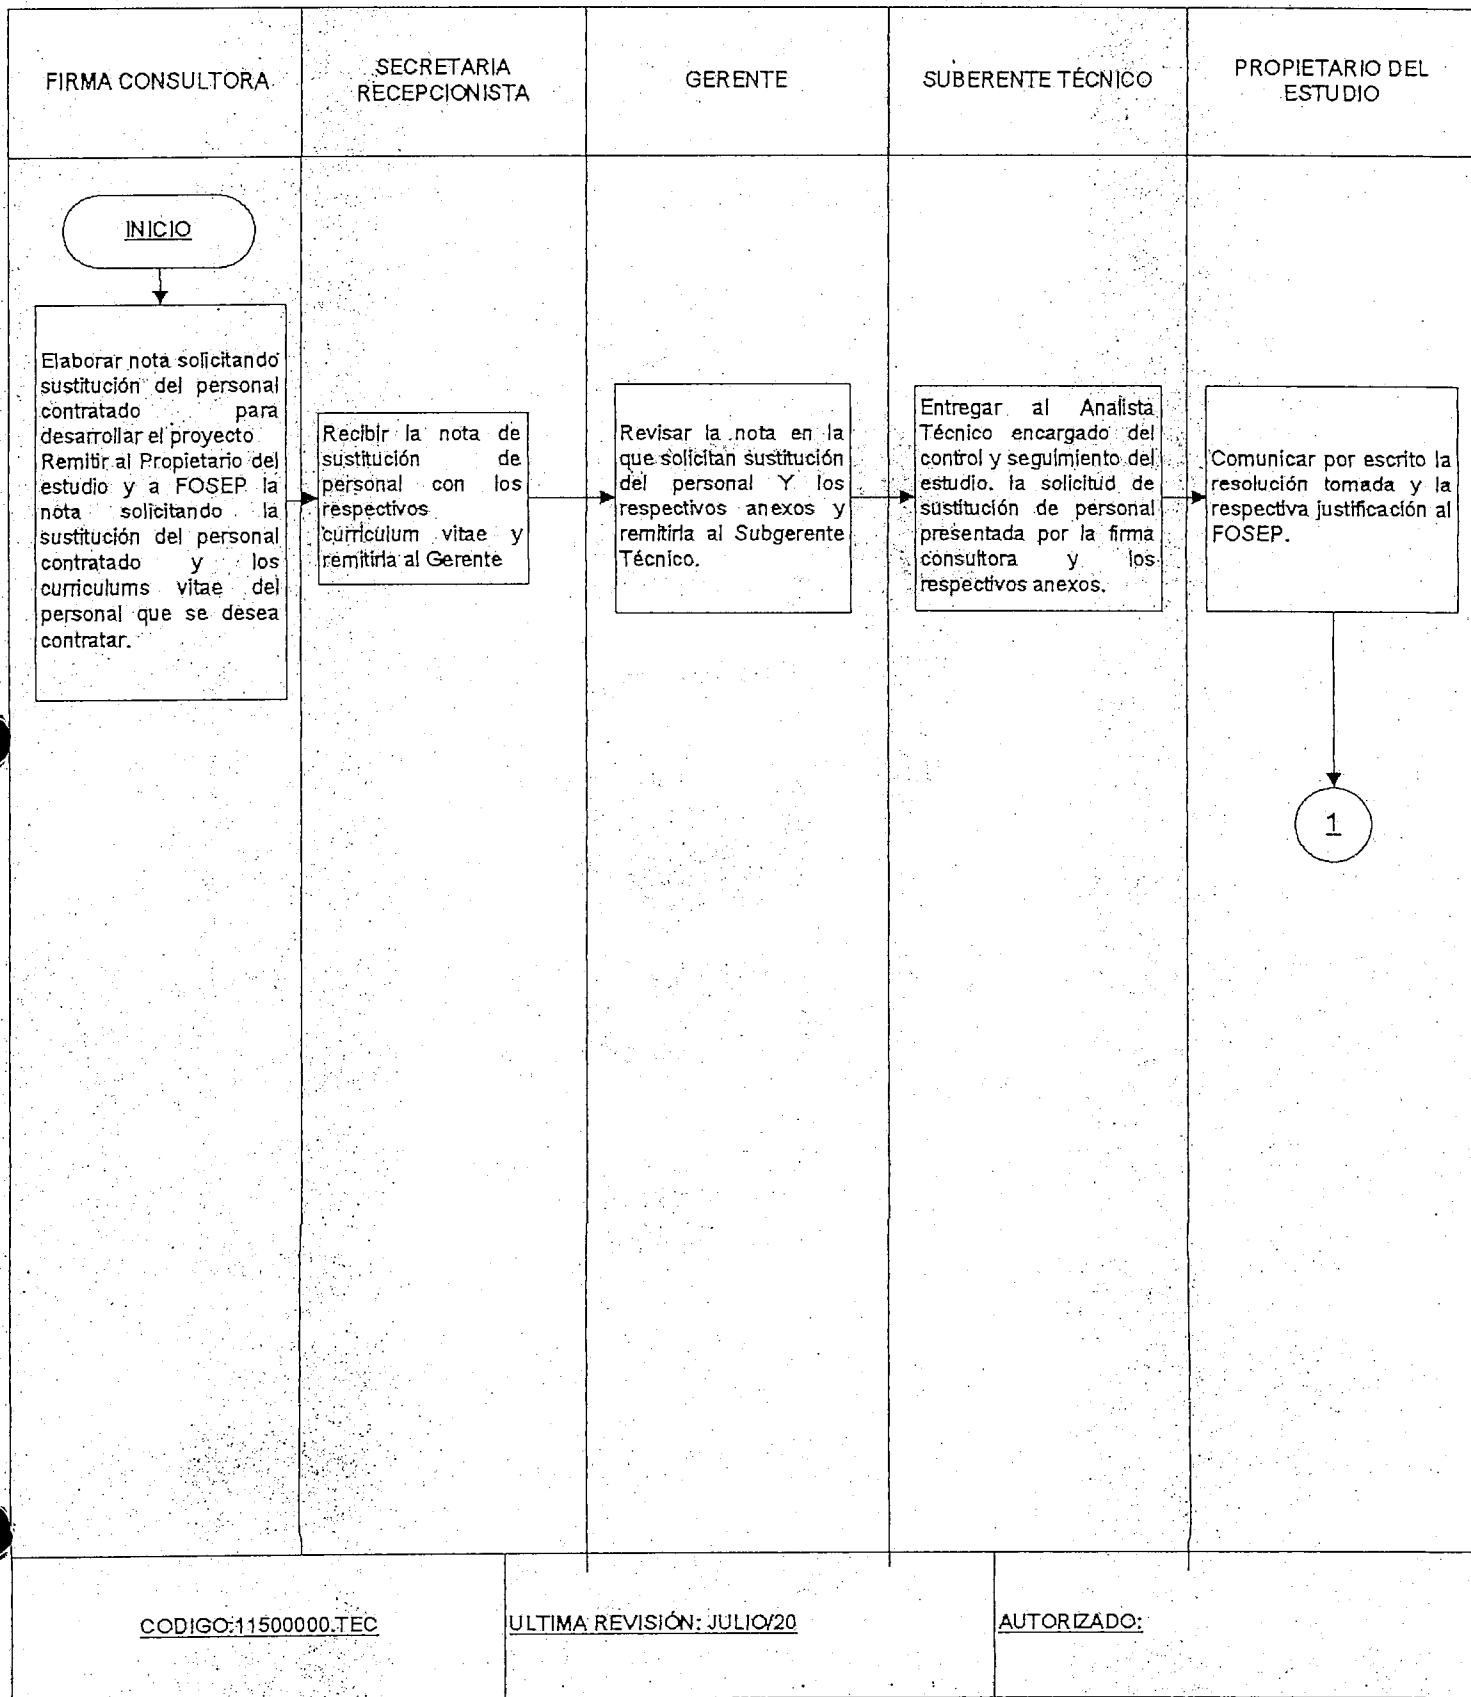 FIRMA CONSULTORA
SECRETARIA
RECEPCIONISTA
GERENTE
SUBERENTE TÉCNICO
PROPIETARIO DEL
ESTUDIO
INICIO
Elaborar nota solicitando
sustitución del personal
contratado para
desarrollar el proyecto
Remitir al Propietario del
estudio y a FOSEP la
nota solicitando la
sustitución del personal
contratado y los
curriculums vitae del
personal que se desea
contratar.
Recibir la nota de
sustitución de
personal con los
respectivos
curriculum vitae y
remitirla al Gerente
Revisar la nota en la
que solicitan sustitución
del personal Y los
respectivos anexos y
remitirla al Subgerente
Técnico.
Entregar al Analista
Técnico encargado del
control y seguimiento del
estudio. la solicitud de
sustitución de personal
presentada por la firma
consultora y los
respectivos anexos.
Comunicar por escrito la
resolución tomada y la
respectiva justificación al
FOSEP.
1
CODIGO:11500000.TEC
ULTIMA REVISIÓN: JULIO/20
AUTORIZADO: